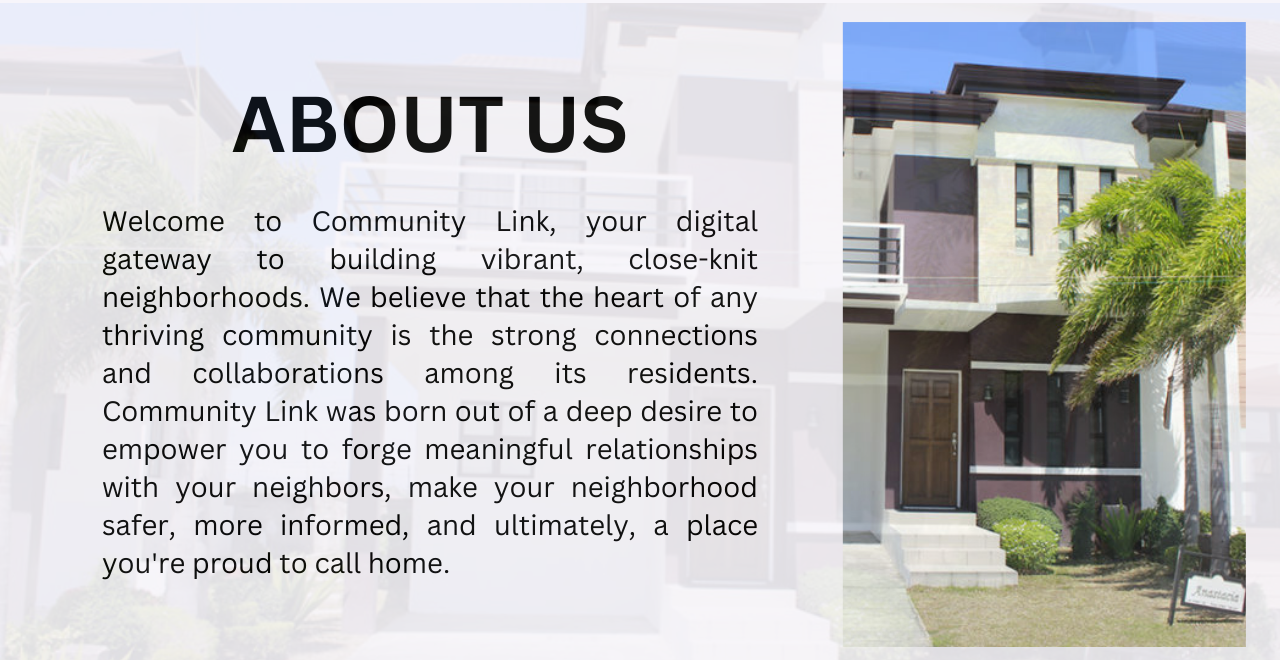 ABOUT US
Welcome to Community Link, your digital
gateway to building vibrant, close-knit
neighborhoods. We believe that the heart of any
thriving community is the strong connections
and collaborations among its residents.
Community Link was born out of a deep desire to
empower you to forge meaningful relationships
with your neighbors, make your neighborhood
safer, more informed, and ultimately, a place
you're proud to call home.
Anastacia